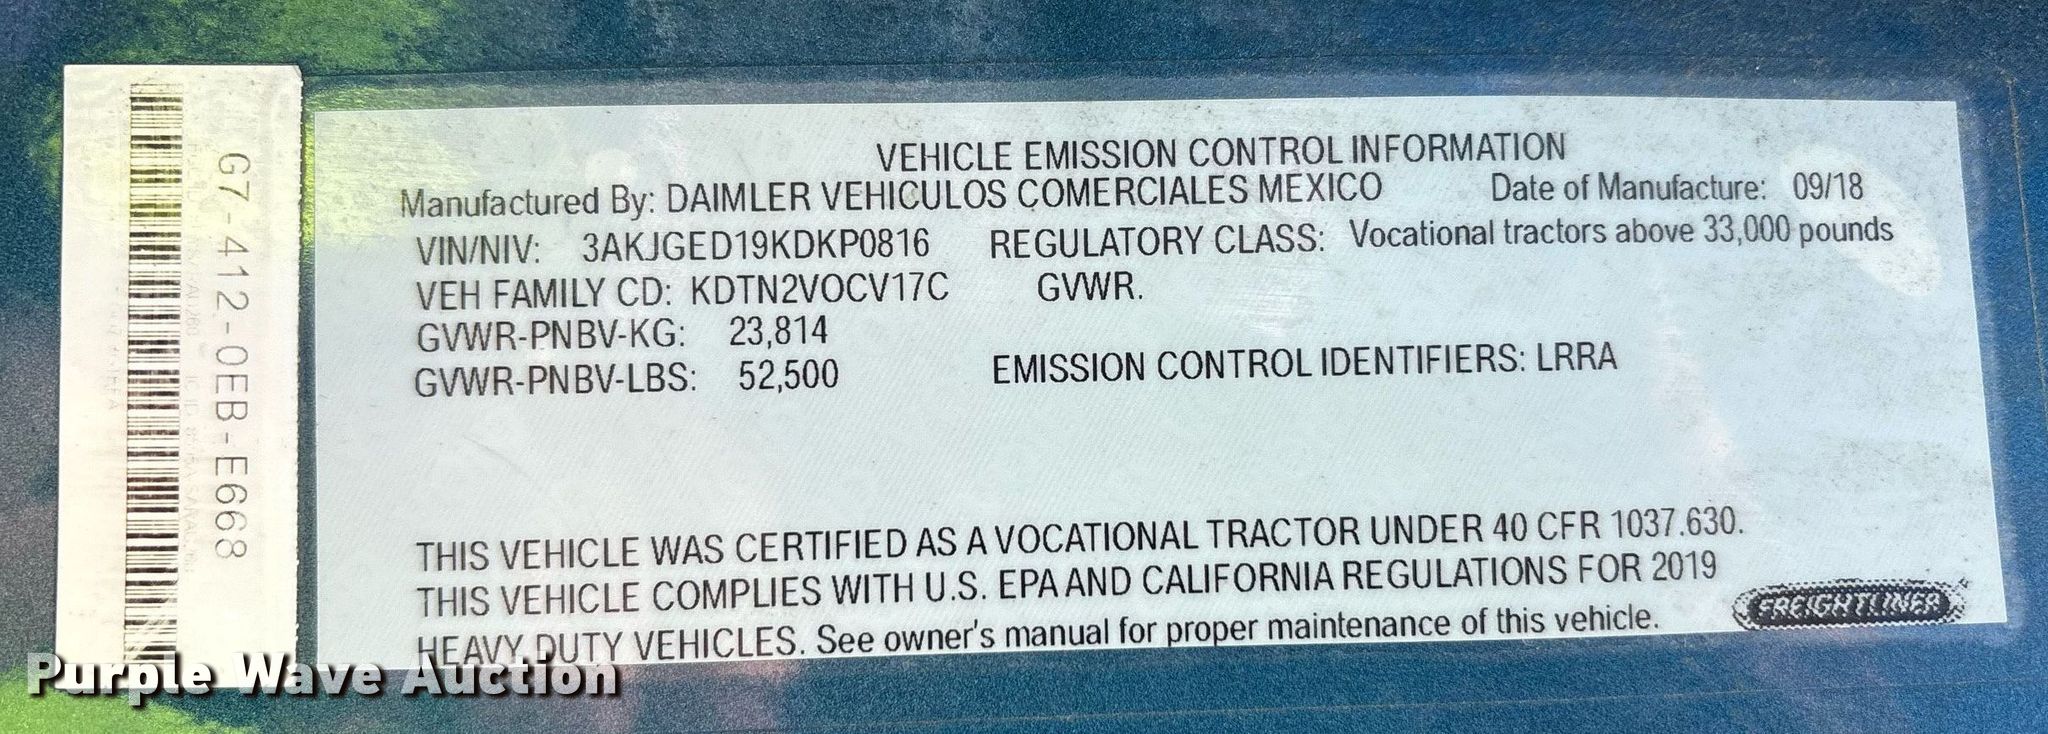 G7-412-0EB-E668
VEHICLE EMISSION CONTROL INFORMATION
Manufactured By: DAIMLER VEHICULOS COMERCIALES MEXICO Date of Manufacture: 09/18
VIN/NIV: 3AKJGED19KDKP0816 REGULATORY CLASS: Vocational tractors above 33,000 pounds
VEH FAMILY CD: KDTN2VOCV17C GVWR.
GVWR-PNBV-KG: 23,814
GVWR-PNBV-LBS: 52,500 EMISSION CONTROL IDENTIFIERS: LRRA
THIS VEHICLE WAS CERTIFIED AS A VOCATIONAL TRACTOR UNDER 40 CFR 1037.630.
THIS VEHICLE COMPLIES WITH U.S. EPA AND CALIFORNIA REGULATIONS FOR 2019
HEAVY DUTY VEHICLES. See owner's manual for proper maintenance of this vehicle.
FREIGHTLINER
Purple Wave Auction